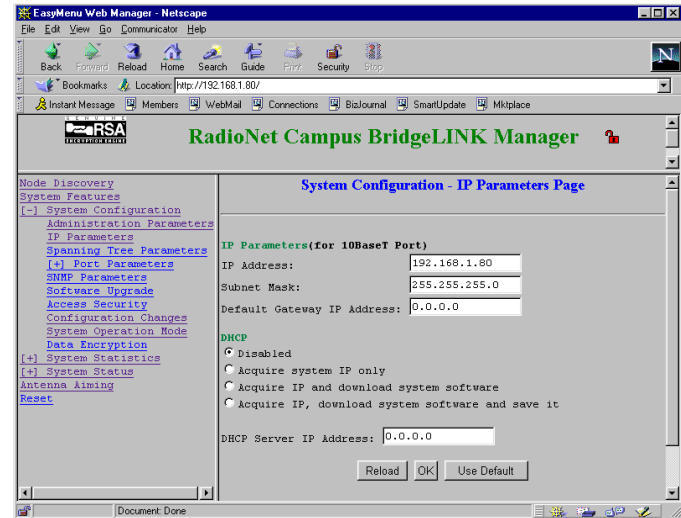 EasyMenu Web Manager - Netscape
File Edit View Go Communicator Help
Back Forward Reload Home Search Guide Print Security Stop
N
Bookmarks Location: http://192.168.1.80/
Instant Message Members WebMail Connections BizJournal SmartUpdate Mktplace
GENUINE
RSA
ENCRYPTION ENGINE
RadioNet Campus BridgeLINK Manager
Node Discovery
System Features
[-] System Configuration
Administration Parameters
IP Parameters
Spanning Tree Parameters
[+] Port Parameters
SNMP Parameters
Software Upgrade
Access Security
Configuration Changes
System Operation Mode
Data Encryption
[+] System Statistics
[+] System Status
Antenna Aiming
Reset
System Configuration - IP Parameters Page
IP Parameters(for 10BaseT Port)
IP Address: 192.168.1.80
Subnet Mask: 255.255.255.0
Default Gateway IP Address: 0.0.0.0
DHCP
Disabled
Acquire system IP only
Acquire IP and download system software
Acquire IP, download system software and save it
DHCP Server IP Address: 0.0.0.0
Reload OK Use Default
Document: Done